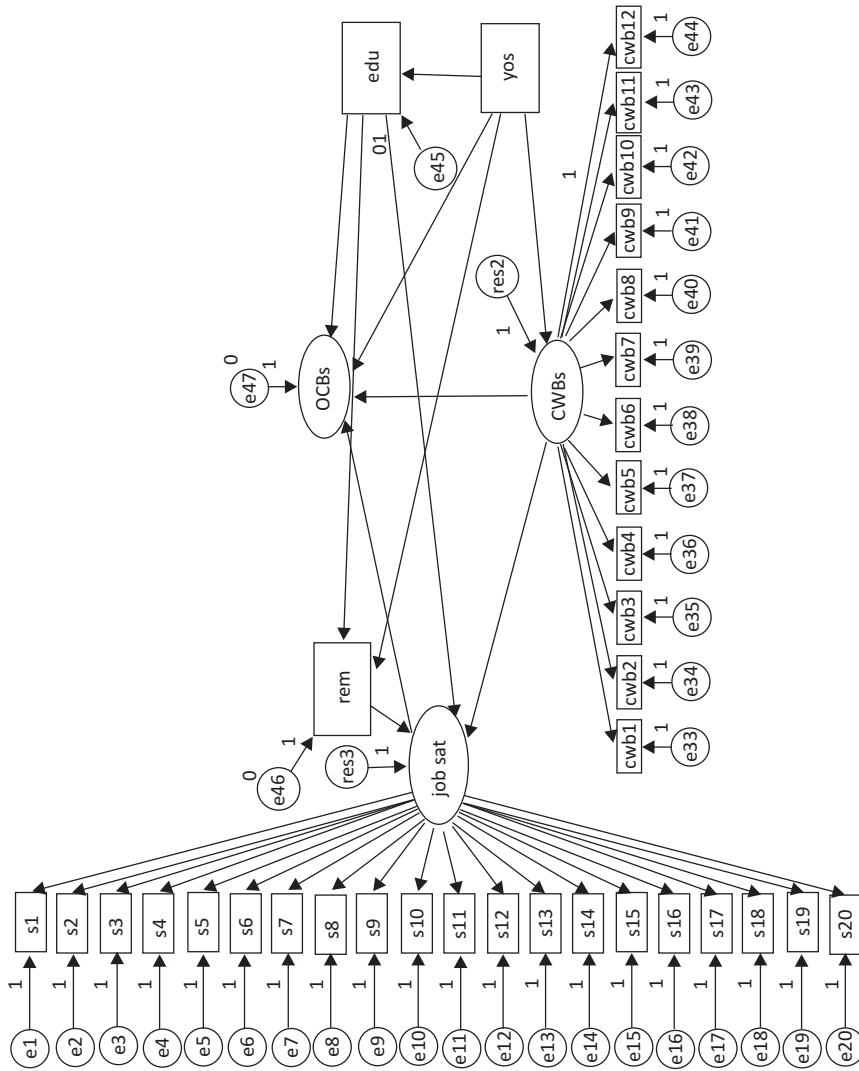 e1 1 s1
e2 1 s2
e3 1 s3
e4 1 s4
e5 1 s5
e6 1 s6
e7 1 s7
e8 1 s8
e9 1 s9
e10 1 s10
e11 1 s11
e12 1 s12
e13 1 s13
e14 1 s14
e15 1 s15
e16 1 s16
e17 1 s17
e18 1 s18
e19 1 s19
e20 1 s20
0
e46
1
res3
1
rem
job sat
0
e47
1
OCBs
edu
01
e45
yos
res2
1
CWBs
1
cwb1
cwb2
cwb3
cwb4
cwb5
cwb6
cwb7
cwb8
cwb9
cwb10
cwb11
cwb12
1
1
1
1
1
1
1
1
1
1
1
1
e33
e34
e35
e36
e37
e38
e39
e40
e41
e42
e43
e44